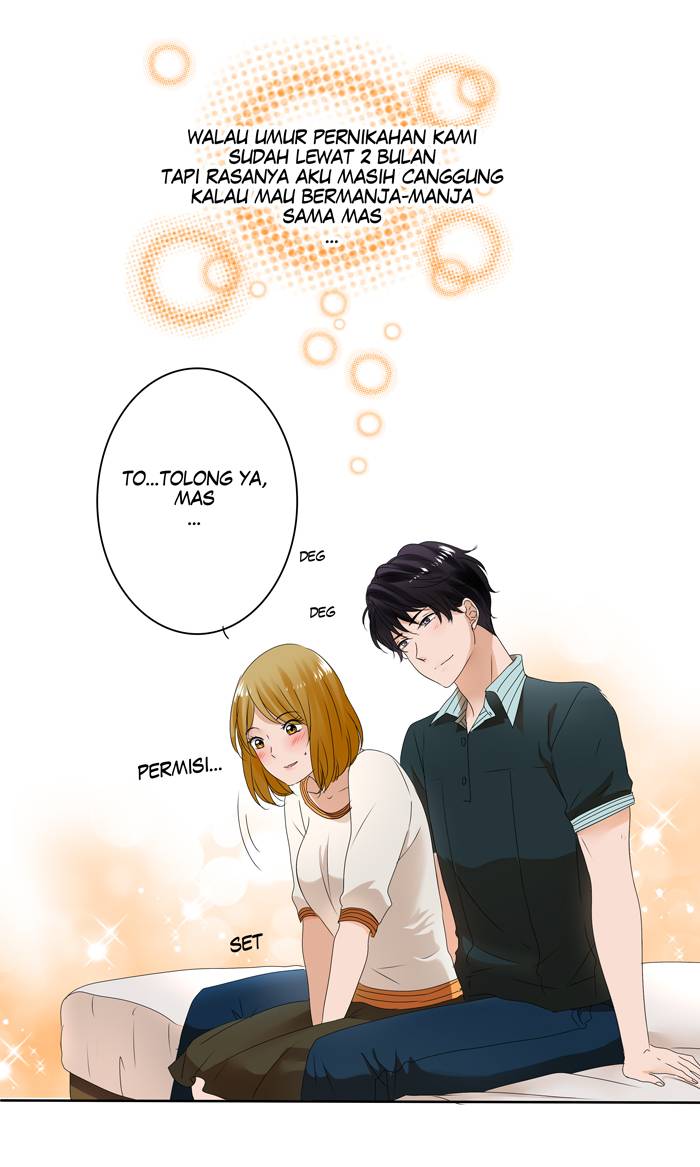 WALAU UMUR PERNIKAHAN KAMI
SUDAH LEWAT 2 BULAN
TAPI RASANYA AKU MASIH CANGGUNG
KALAU MAU BERMANJA-MANJA
SAMA MAS
...
TO...TOLONG YA,
MAS
...
DEG
DEG
PERMISI...
SET